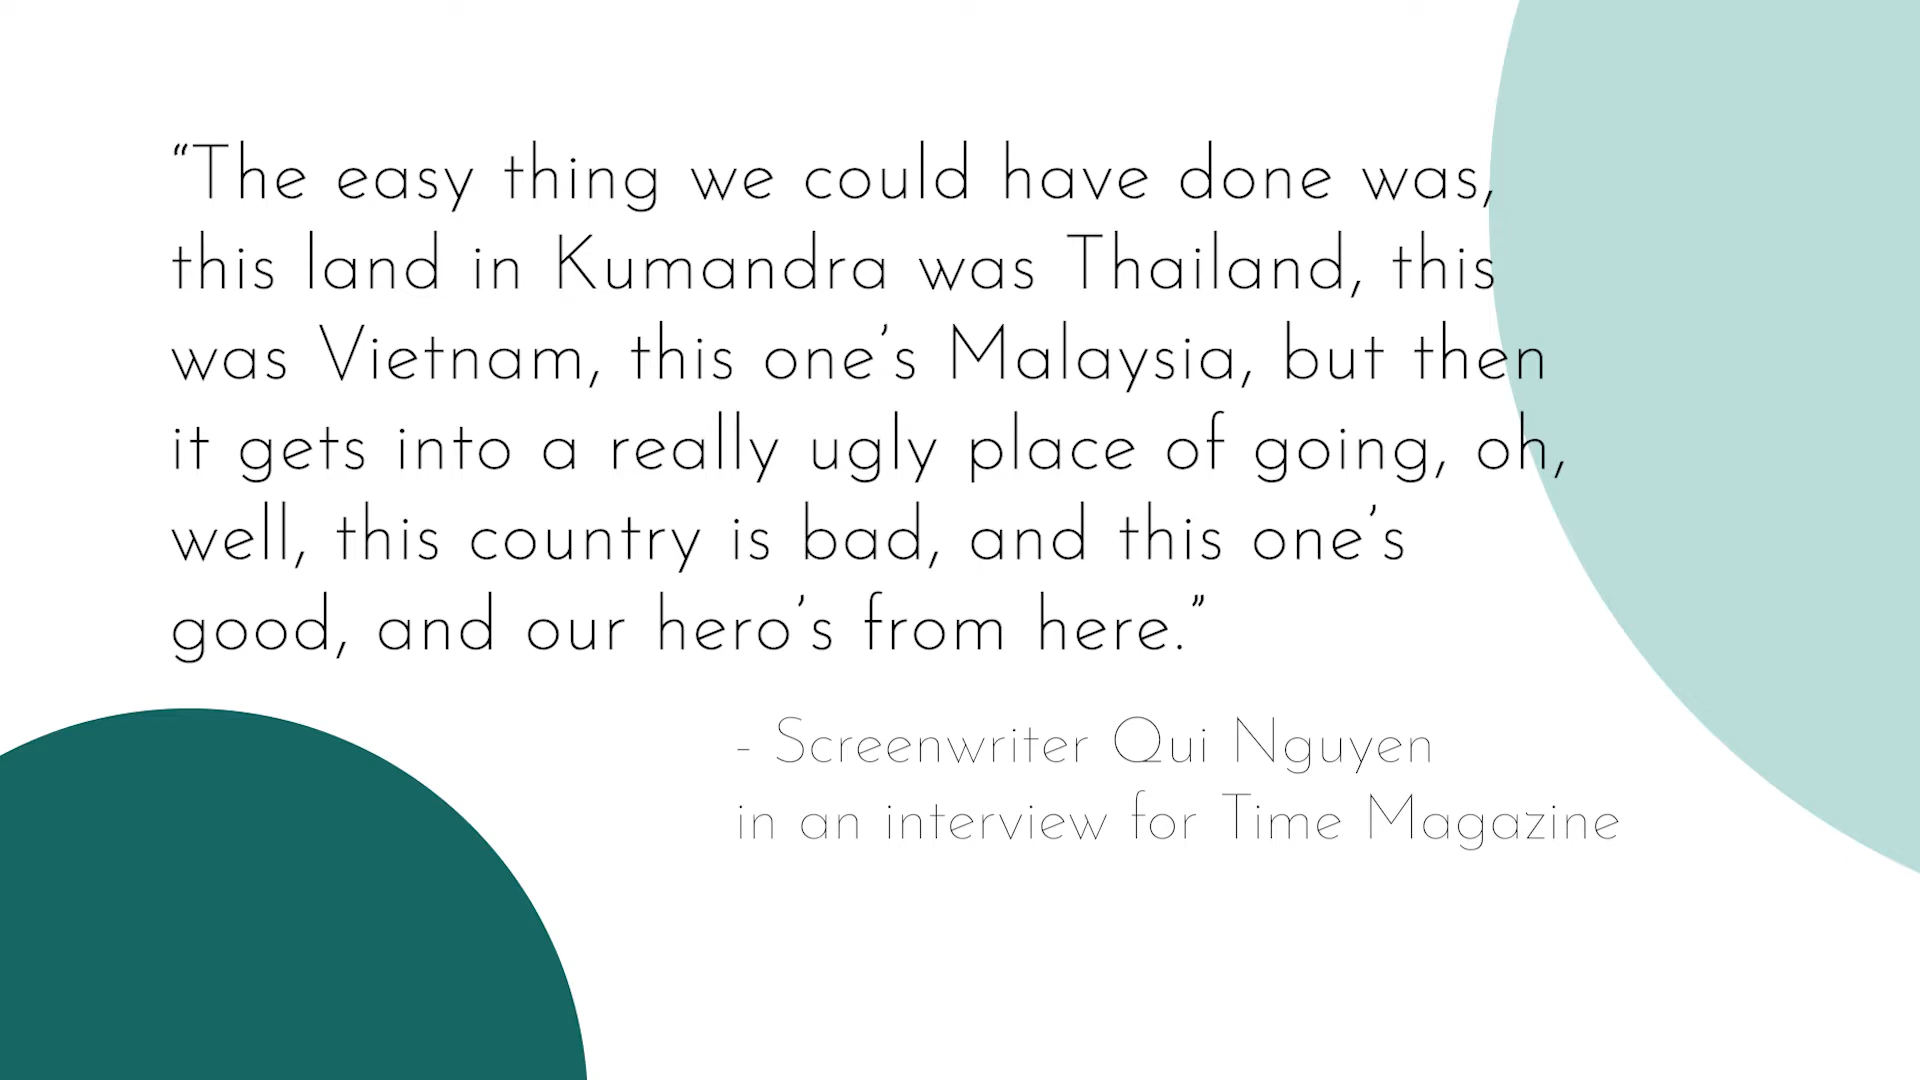 “The easy thing we could have done was,
this land in Kumandra was Thailand, this
was Vietnam, this one’s Malaysia, but then
it gets into a really ugly place of going, oh,
well, this country is bad, and this one’s
good, and our hero’s from here.”
- Screenwriter Qui Nguyen
in an interview for Time Magazine